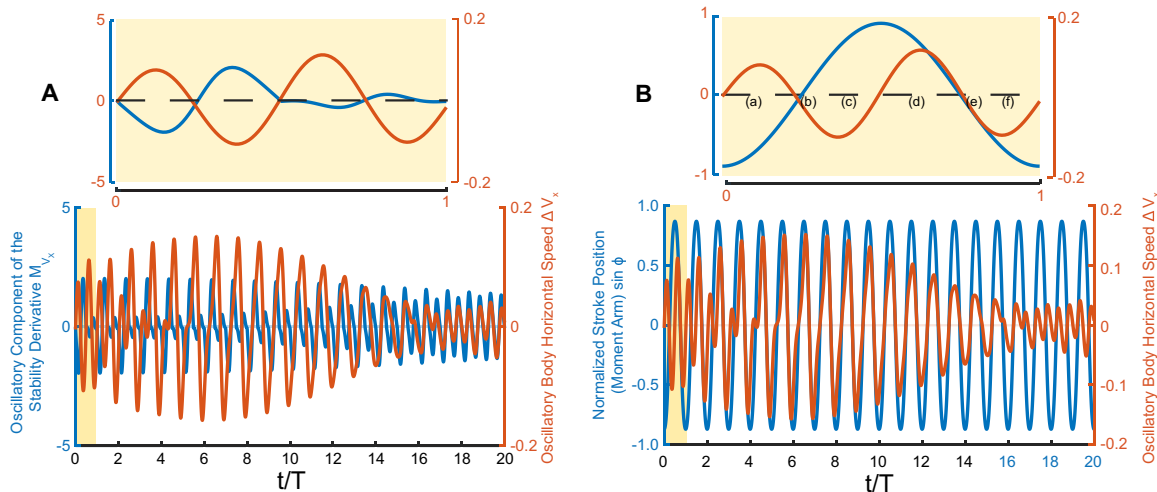 A
5
0
-5
0.2
-0.2
0
1
B
1
0
-1
0.2
-0.2
(a)
(b)
(c)
(d)
(e)
(f)
0
1
Oscillatory Component of the
Stability Derivative M_Vx
5
0
-5
0.2
0
-0.2
Oscillatory Body Horizontal Speed Δ Vx
0 2 4 6 8 10 12 14 16 18 20
t/T
Normalized Stroke Position
(Moment Arm) sin ϕ
1.0
0.5
0
-0.5
-1.0
0.2
0.1
0
-0.1
-0.2
Oscillatory Body Horizontal Speed Δ V
0 2 4 6 8 10 12 14 16 18 20
t/T